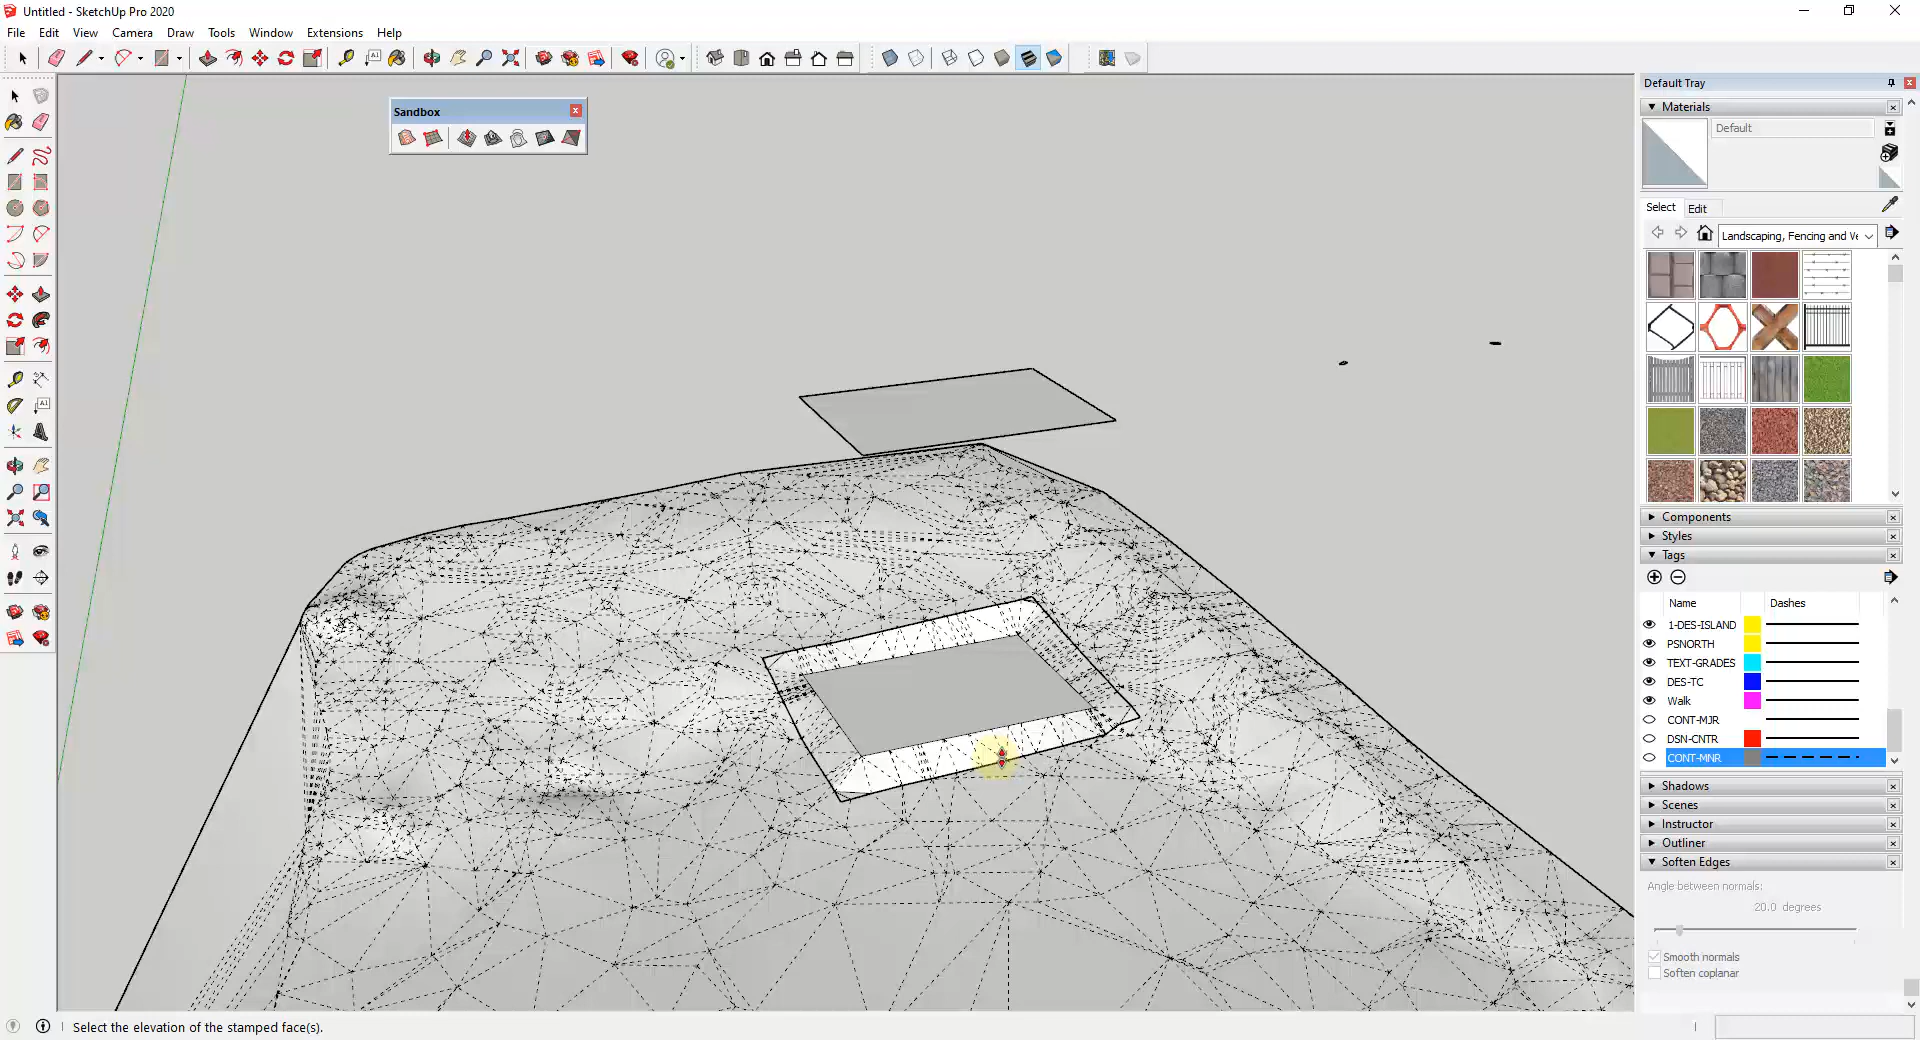 Untitled - SketchUp Pro 2020
File Edit View Camera Draw Tools Window Extensions Help
Default Tray
Sandbox
Materials
Default
Select Edit
Landscaping, Fencing and Ve
Components
Styles
Tags
Name Dashes
1-DES-ISLAND
PSNORTH
TEXT-GRADES
DES-TC
Walk
CONT-MJR
DSN-CNTR
CONT-MNR
Shadows
Scenes
Instructor
Outliner
Soften Edges
Angle between normals:
20.0 degrees
Smooth normals
Soften coplanar
Select the elevation of the stamped face(s).